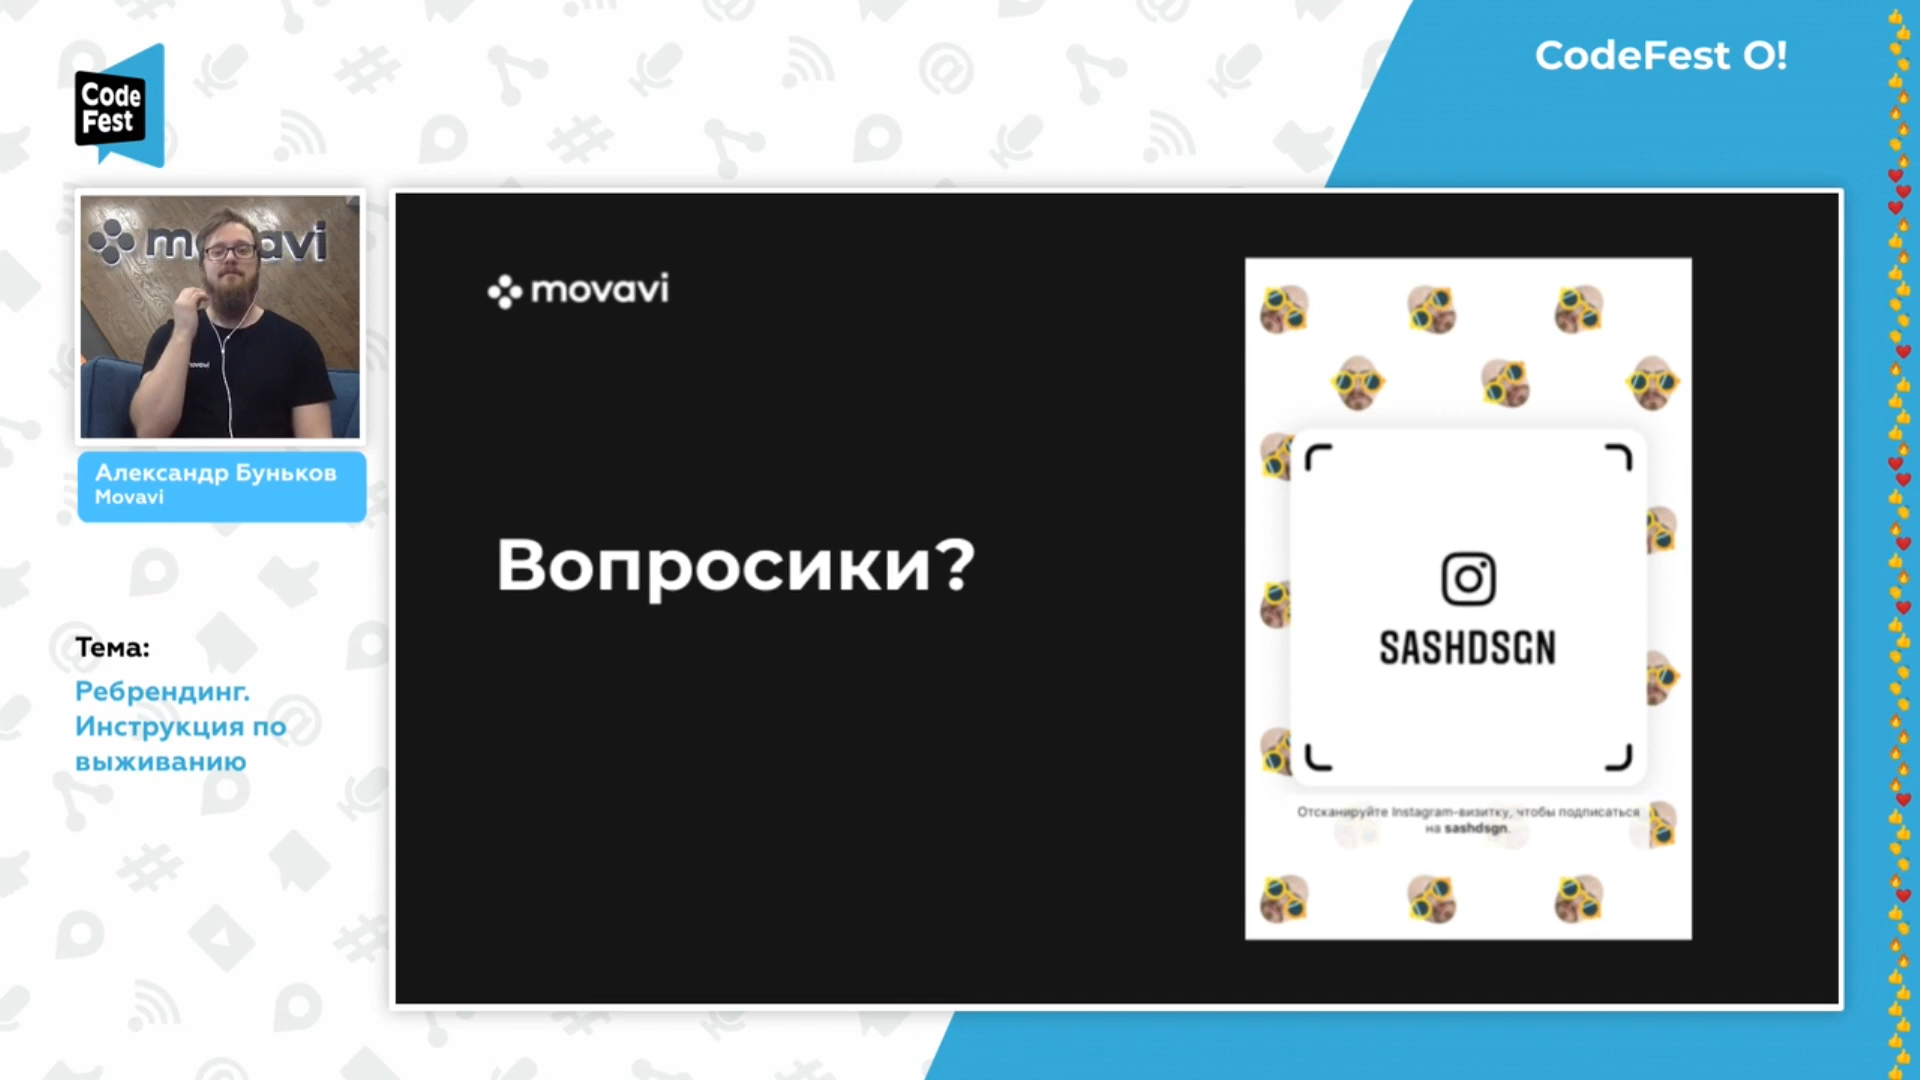 CodeFest O!
Code
Fest
movavi
movavi
Александр Буньков
Movavi
Тема:
Ребрендинг.
Инструкция по
выживанию
movavi
Вопросики?
SASHDSGN
Отсканируйте Instagram-визитку, чтобы подписаться
на sashdsgn.